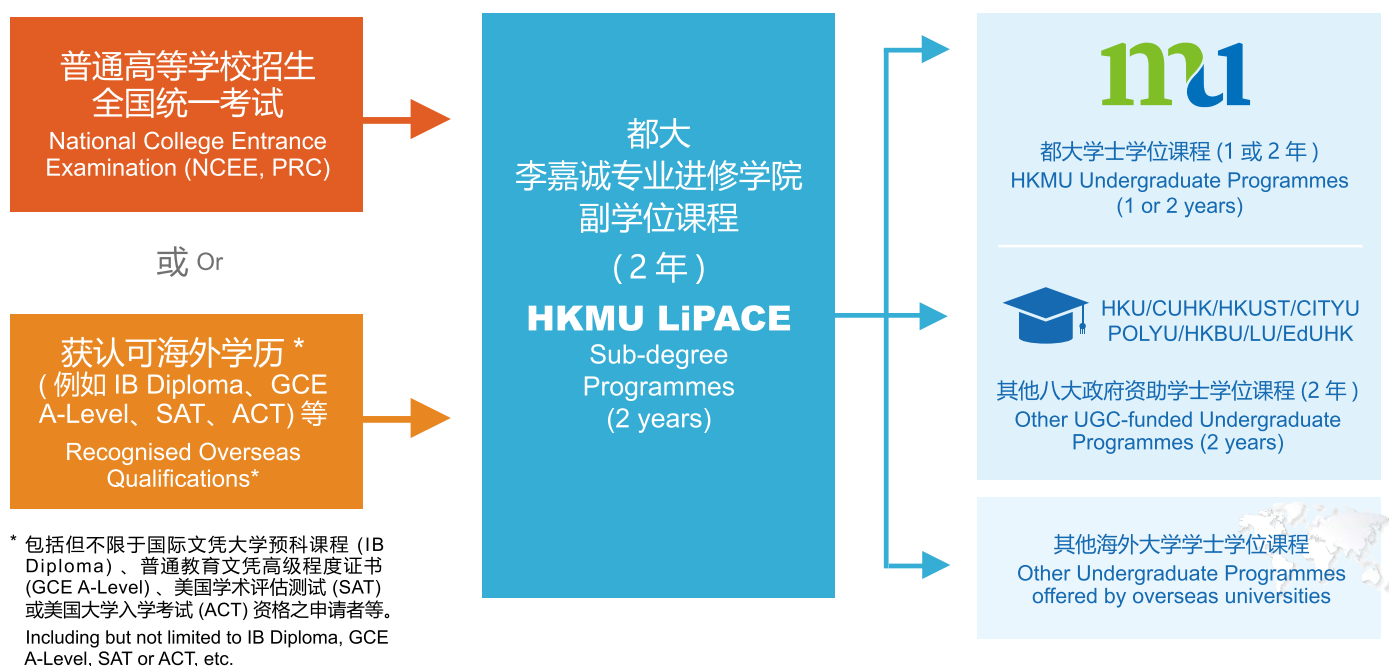 普通高等学校招生
全国统一考试
National College Entrance
Examination (NCEE, PRC)
或 Or
获认可海外学历 *
( 例如 IB Diploma、GCE
A-Level、SAT、ACT) 等
Recognised Overseas
Qualifications*
* 包括但不限于国际文凭大学预科课程 (IB
Diploma) 、普通教育文凭高级程度证书
(GCE A-Level) 、美国学术评估测试 (SAT)
或美国大学入学考试 (ACT) 资格之申请者等。
Including but not limited to IB Diploma, GCE
A-Level, SAT or ACT, etc.
都大
李嘉诚专业进修学院
副学位课程
( 2 年 )
HKMU LiPACE
Sub-degree
Programmes
(2 years)
mu
都大学士学位课程 (1 或 2 年 )
HKMU Undergraduate Programmes
(1 or 2 years)
HKU/CUHK/HKUST/CITYU
POLYU/HKBU/LU/EdUHK
其他八大政府资助学士学位课程 (2 年 )
Other UGC-funded Undergraduate
Programmes (2 years)
其他海外大学学士学位课程
Other Undergraduate Programmes
offered by overseas universities